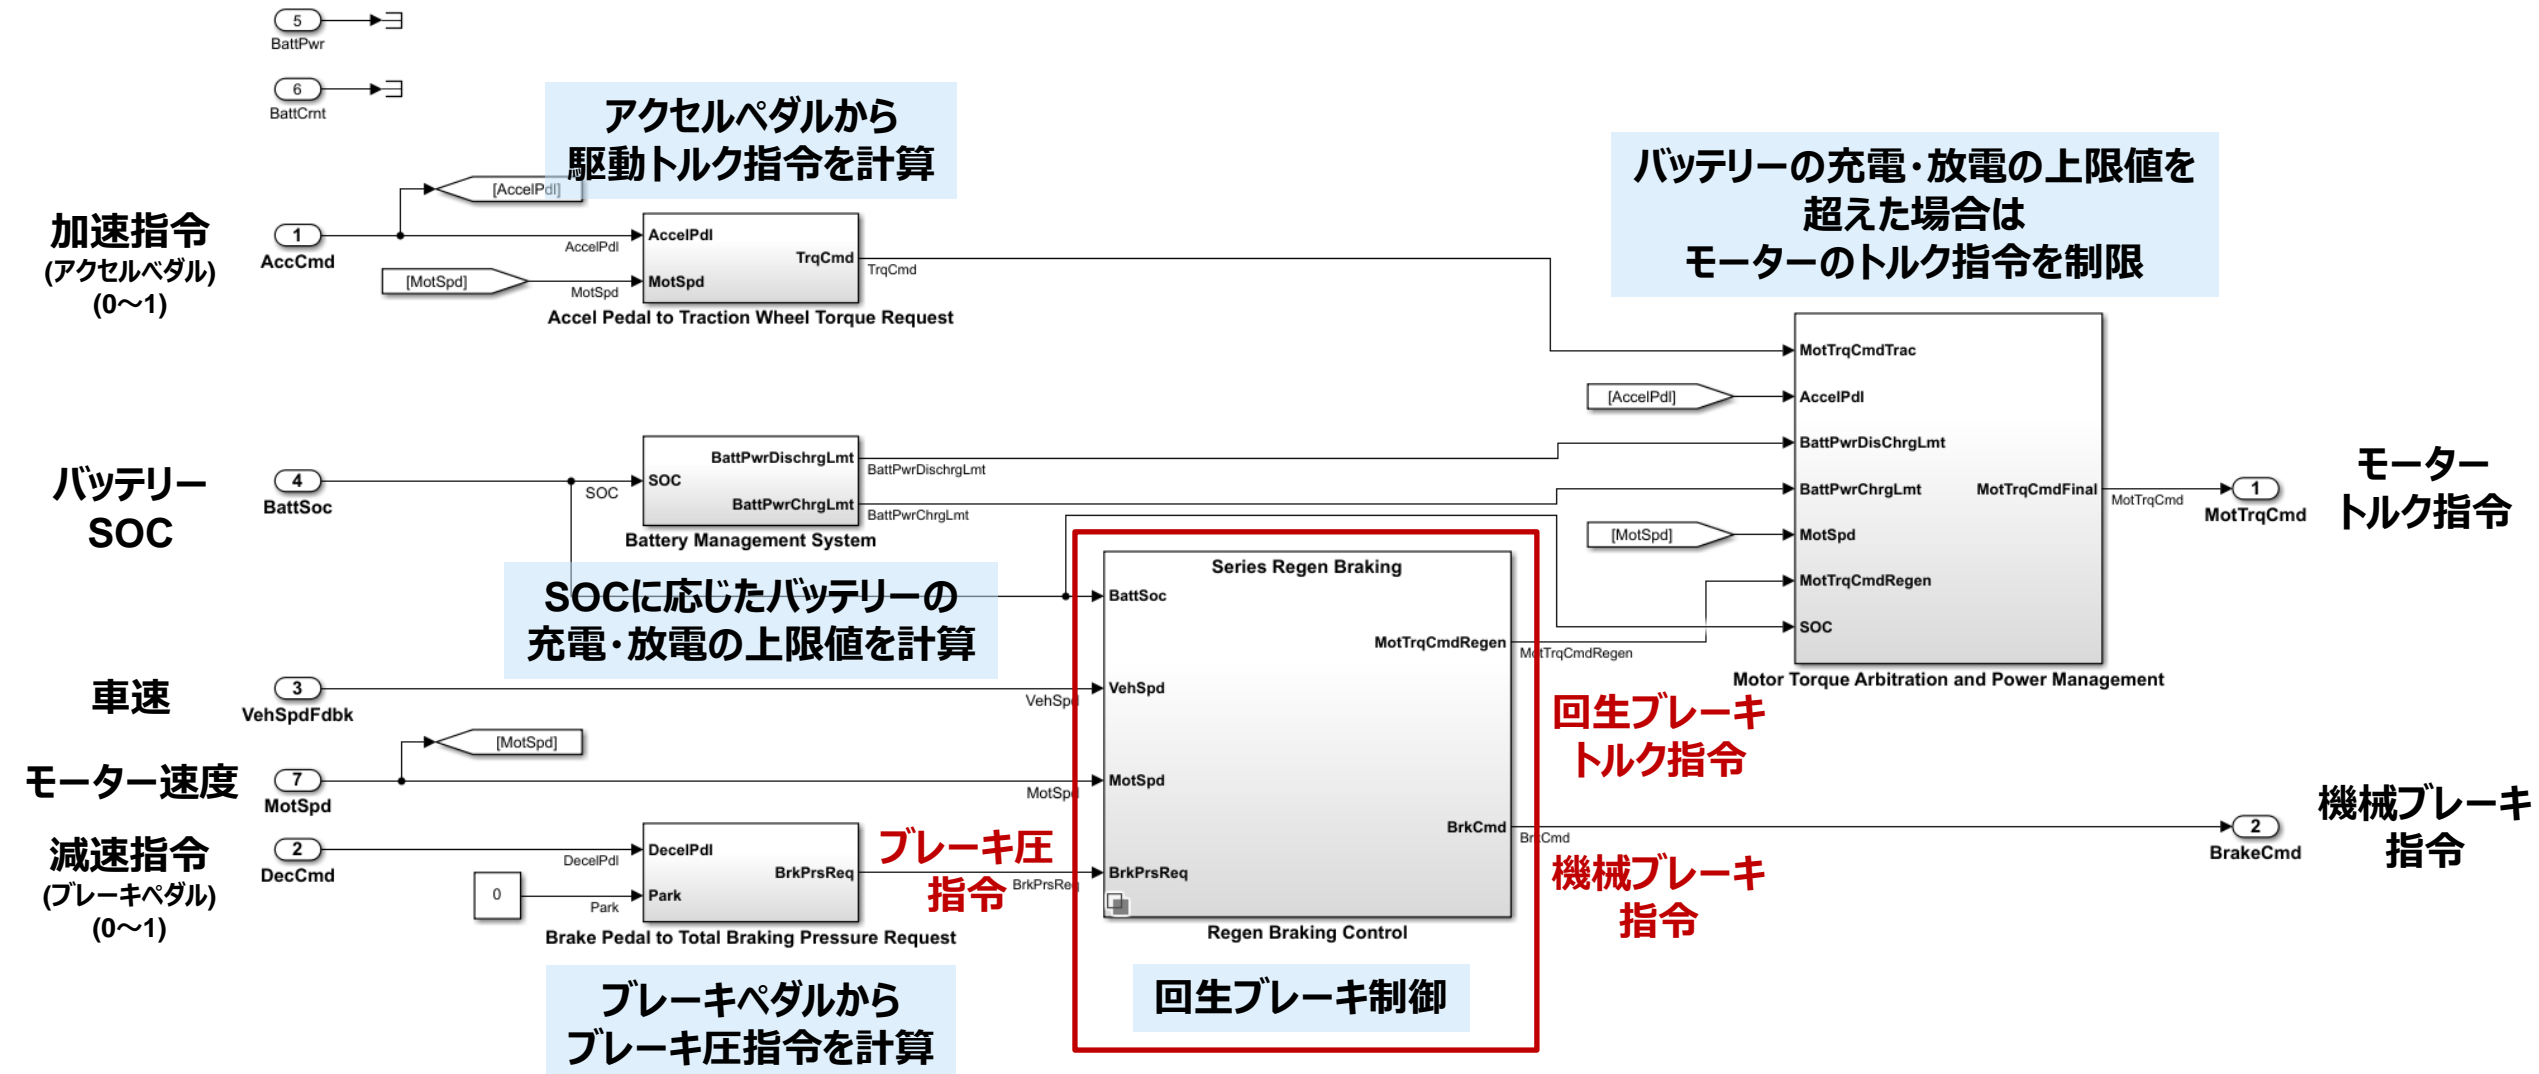 5
BattPwr
6
BattCrnt
アクセルペダルから
駆動トルク指令を計算
[AccelPdl]
加速指令
(アクセルペダル)
(0～1)
1
AccCmd
AccelPdl
[MotSpd]
MotSpd
AccelPdl
MotSpd
TrqCmd
TrqCmd
Accel Pedal to Traction Wheel Torque Request
バッテリーの充電・放電の上限値を
超えた場合は
モーターのトルク指令を制限
MotTrqCmdTrac
[AccelPdl]
AccelPdl
BattPwrDisChrgLmt
BattPwrChrgLmt
[MotSpd]
MotSpd
MotTrqCmdRegen
SOC
MotTrqCmdFinal
MotTrqCmd
Motor Torque Arbitration and Power Management
1
MotTrqCmd
モーター
トルク指令
バッテリー
SOC
4
BattSoc
SOC
SOC
BattPwrDischrgLmt
BattPwrChrgLmt
BattPwrDischrgLmt
BattPwrChrgLmt
Battery Management System
SOCに応じたバッテリーの
充電・放電の上限値を計算
車速
3
VehSpdFdbk
VehSpd
モーター速度
7
MotSpd
[MotSpd]
MotSpd
減速指令
(ブレーキペダル)
(0～1)
2
DecCmd
DecelPdl
0
Park
DecelPdl
Park
BrkPrsReq
Brake Pedal to Total Braking Pressure Request
ブレーキペダルから
ブレーキ圧指令を計算
ブレーキ圧
指令
BrkPrsReq
Series Regen Braking
BattSoc
VehSpd
MotSpd
BrkPrsReq
MotTrqCmdRegen
BrkCmd
Regen Braking Control
回生ブレーキ制御
MotTrqCmdRegen
回生ブレーキ
トルク指令
BrkCmd
機械ブレーキ
指令
2
BrakeCmd
機械ブレーキ
指令